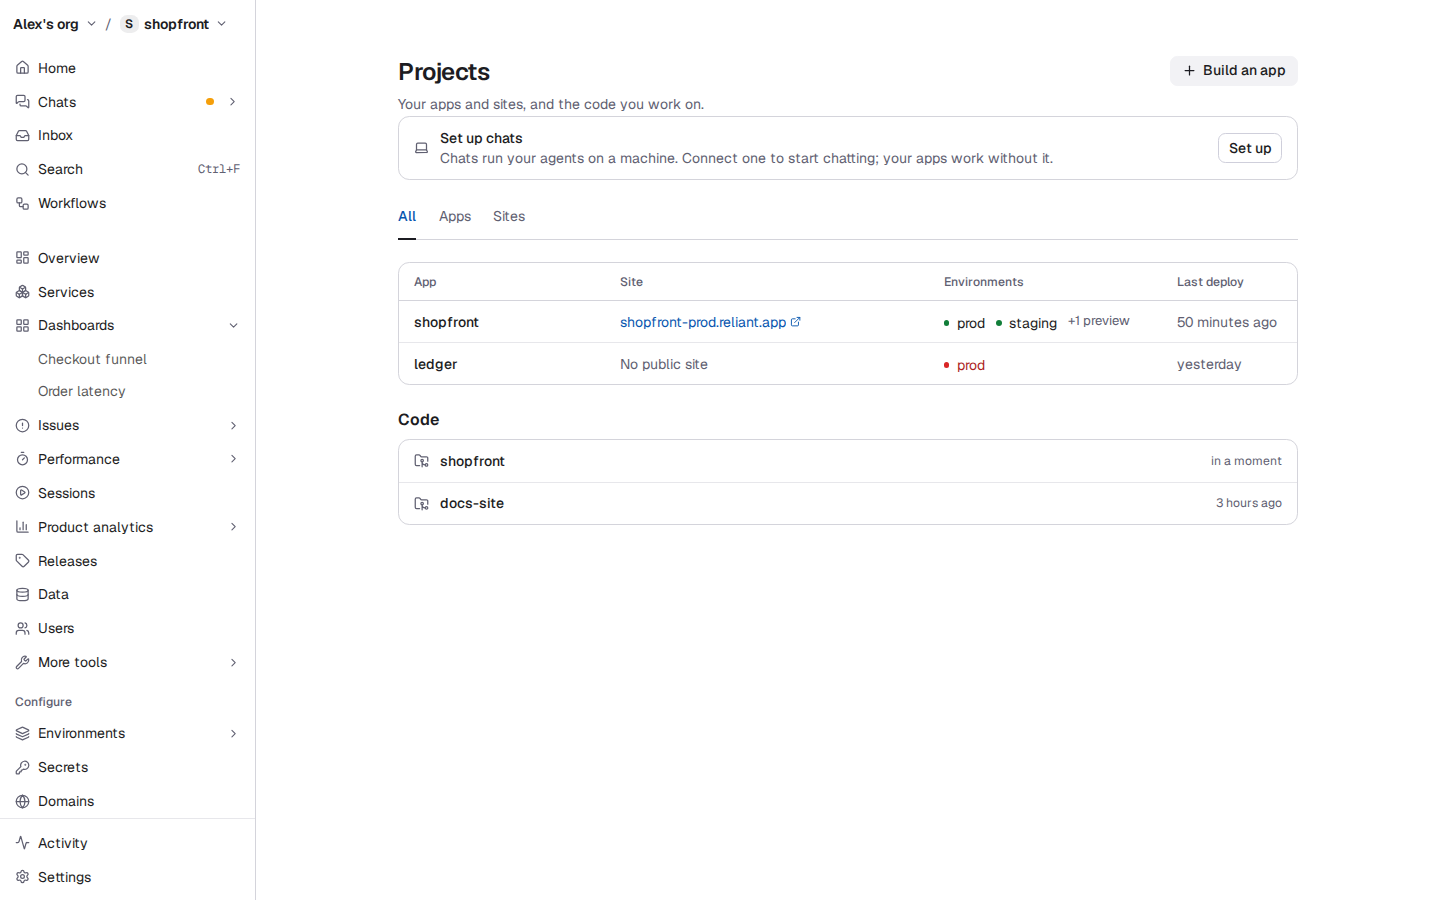 Alex's org / S shopfront
Home
Chats
Inbox
Search Ctrl+F
Workflows
Overview
Services
Dashboards
Checkout funnel
Order latency
Issues
Performance
Sessions
Product analytics
Releases
Data
Users
More tools
Configure
Environments
Secrets
Domains
Activity
Settings
Projects
Build an app
Your apps and sites, and the code you work on.
Set up chats
Chats run your agents on a machine. Connect one to start chatting; your apps work without it.
Set up
All Apps Sites
App Site Environments Last deploy
shopfront shopfront-prod.reliant.app prod staging +1 preview 50 minutes ago
ledger No public site prod yesterday
Code
shopfront in a moment
docs-site 3 hours ago